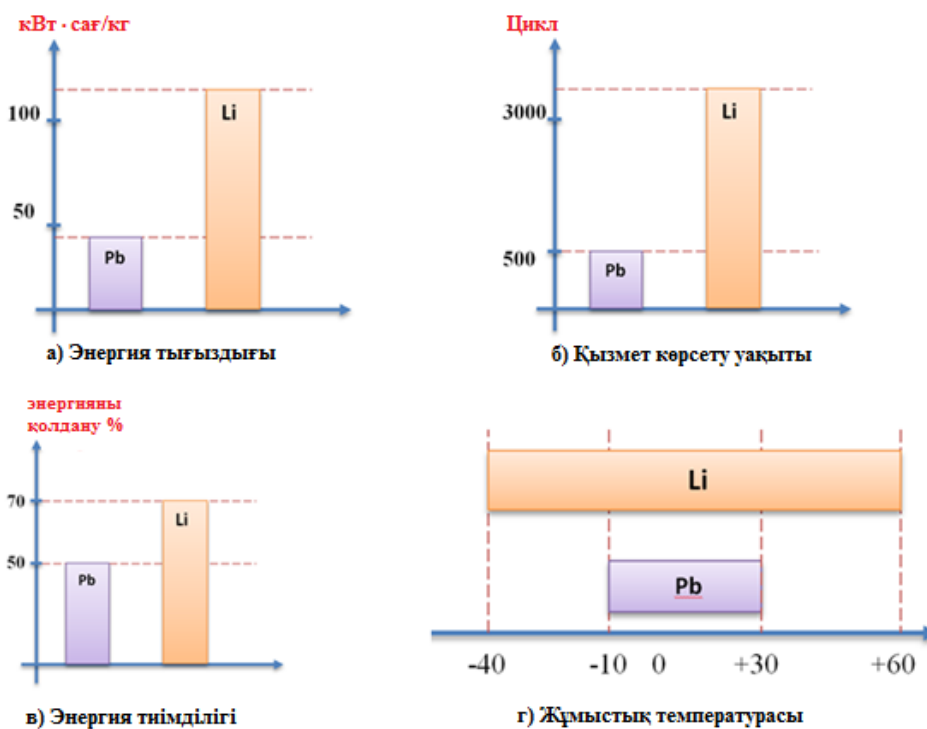 кВт · сағ/кг
100
50
Pb
Li
а) Энергия тығыздығы
Цикл
3000
500
Pb
Li
б) Қызмет көрсету уақыты
энергияны
қолдану %
70
50
Pb
Li
в) Энергия тиімділігі
Li
Pb
-40 -10 0 +30 +60
г) Жұмыстық температурасы